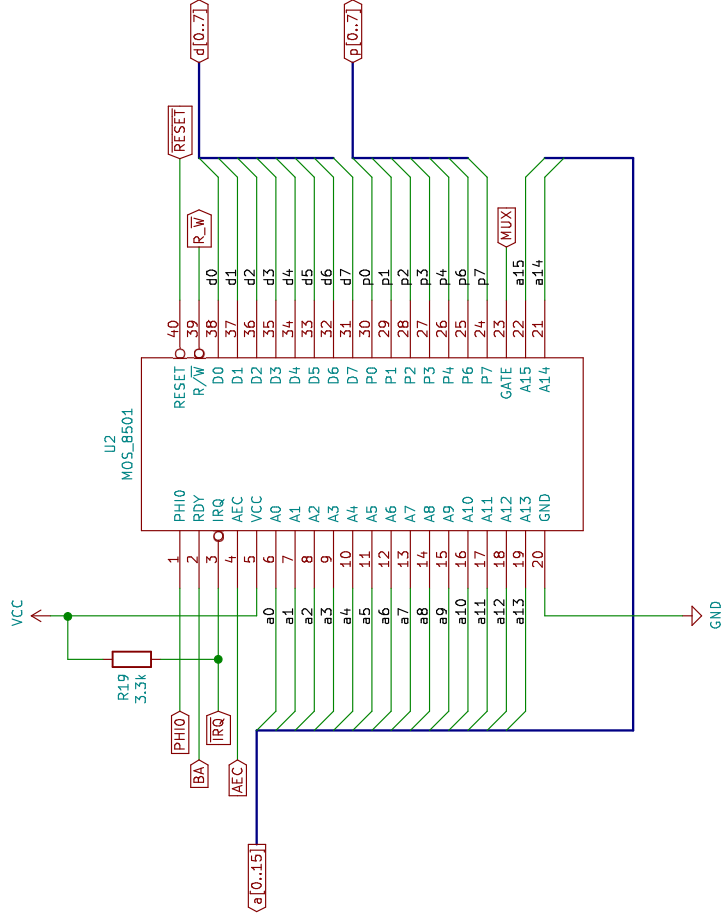 d[0..7]
p[0..7]
RESET
R_W
MUX
d0
d1
d2
d3
d4
d5
d6
d7
p0
p1
p2
p3
p4
p6
p7
a15
a14
40
39
38
37
36
35
34
33
32
31
30
29
28
27
26
25
24
23
22
21
RESET
R/W
D0
D1
D2
D3
D4
D5
D6
D7
P0
P1
P2
P3
P4
P6
P7
GATE
A15
A14
U2
MOS_8501
PHI0
RDY
IRQ
AEC
VCC
A0
A1
A2
A3
A4
A5
A6
A7
A8
A9
A10
A11
A12
A13
GND
1
2
3
4
5
6
7
8
9
10
11
12
13
14
15
16
17
18
19
20
a0
a1
a2
a3
a4
a5
a6
a7
a8
a9
a10
a11
a12
a13
VCC
GND
R19
3.3k
PHI0
IRQ
BA
AEC
a[0..15]